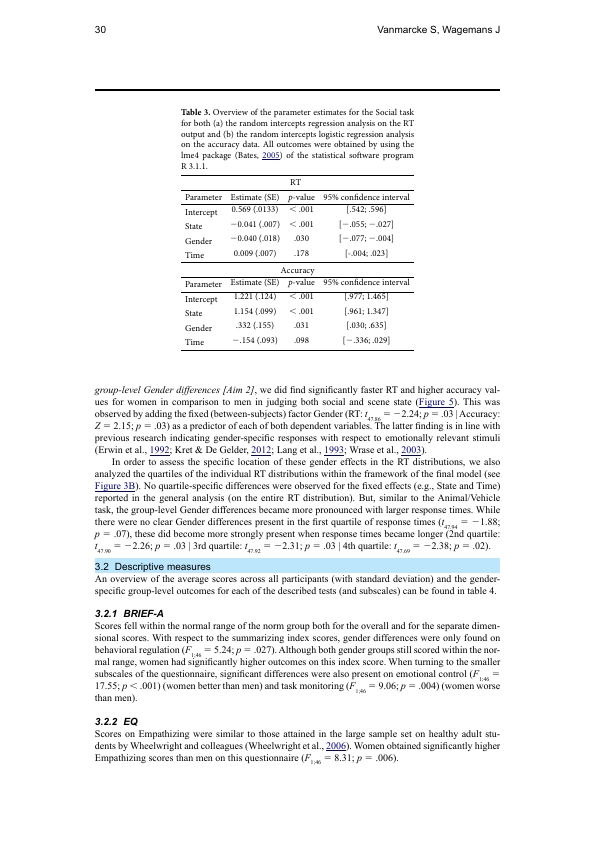 30
Vanmarcke S, Wagemans J
Table 3. Overview of the parameter estimates for the Social task
for both (a) the random intercepts regression analysis on the RT
output and (b) the random intercepts logistic regression analysis
on the accuracy data. All outcomes were obtained by using the
lme4 package (Bates, 2005) of the statistical software program
R 3.1.1.
RT
Parameter Estimate (SE) p-value 95% confidence interval
Intercept 0.569 (.0133) < .001 [.542; .596]
State −0.041 (.007) < .001 [−.055; −.027]
Gender −0.040 (.018) .030 [−.077; −.004]
Time 0.009 (.007) .178 [-.004; .023]
Accuracy
Parameter Estimate (SE) p-value 95% confidence interval
Intercept 1.221 (.124) < .001 [.977; 1.465]
State 1.154 (.099) < .001 [.961; 1.347]
Gender .332 (.155) .031 [.030; .635]
Time −.154 (.093) .098 [−.336; .029]
group-level Gender differences [Aim 2], we did find significantly faster RT and higher accuracy val-
ues for women in comparison to men in judging both social and scene state (Figure 5). This was
observed by adding the fixed (between-subjects) factor Gender (RT: t47.86 = −2.24; p = .03 | Accuracy:
Z = 2.15; p = .03) as a predictor of each of both dependent variables. The latter finding is in line with
previous research indicating gender-specific responses with respect to emotionally relevant stimuli
(Erwin et al., 1992; Kret & De Gelder, 2012; Lang et al., 1993; Wrase et al., 2003).
In order to assess the specific location of these gender effects in the RT distributions, we also
analyzed the quartiles of the individual RT distributions within the framework of the final model (see
Figure 3B). No quartile-specific differences were observed for the fixed effects (e.g., State and Time)
reported in the general analysis (on the entire RT distribution). But, similar to the Animal/Vehicle
task, the group-level Gender differences became more pronounced with larger response times. While
there were no clear Gender differences present in the first quartile of response times (t47.94 = −1.88;
p = .07), these did become more strongly present when response times became longer (2nd quartile:
t47.90 = −2.26; p = .03 | 3rd quartile: t47.92 = −2.31; p = .03 | 4th quartile: t47.69 = −2.38; p = .02).
3.2 Descriptive measures
An overview of the average scores across all participants (with standard deviation) and the gender-
specific group-level outcomes for each of the described tests (and subscales) can be found in table 4.
3.2.1 BRIEF-A
Scores fell within the normal range of the norm group both for the overall and for the separate dimen-
sional scores. With respect to the summarizing index scores, gender differences were only found on
behavioral regulation (F1;46 = 5.24; p = .027). Although both gender groups still scored within the nor-
mal range, women had significantly higher outcomes on this index score. When turning to the smaller
subscales of the questionnaire, significant differences were also present on emotional control (F1;46 =
17.55; p < .001) (women better than men) and task monitoring (F1;46 = 9.06; p = .004) (women worse
than men).
3.2.2 EQ
Scores on Empathizing were similar to those attained in the large sample set on healthy adult stu-
dents by Wheelwright and colleagues (Wheelwright et al., 2006). Women obtained significantly higher
Empathizing scores than men on this questionnaire (F1;46 = 8.31; p = .006).